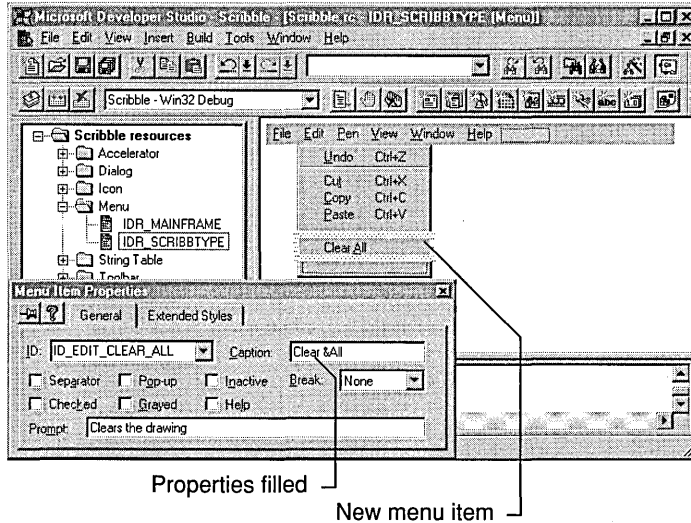 Microsoft Developer Studio - Scribble - [Scribble.rc - IDR_SCRIBBTYPE (Menu)]
File Edit View Insert Build Tools Window Help
Scribble - Win32 Debug
abc
Scribble resources
Accelerator
Dialog
Icon
Menu
IDR_MAINFRAME
IDR_SCRIBBTYPE
String Table
Toolbar
File Edit Pen View Window Help
Undo Ctrl+Z
Cut Ctrl+X
Copy Ctrl+C
Paste Ctrl+V
Clear All
Menu Item Properties
General Extended Styles
ID: ID_EDIT_CLEAR_ALL Caption: Clear &All
Separator Pop-up Inactive Break: None
Checked Grayed Help
Prompt: Clears the drawing
Properties filled
New menu item